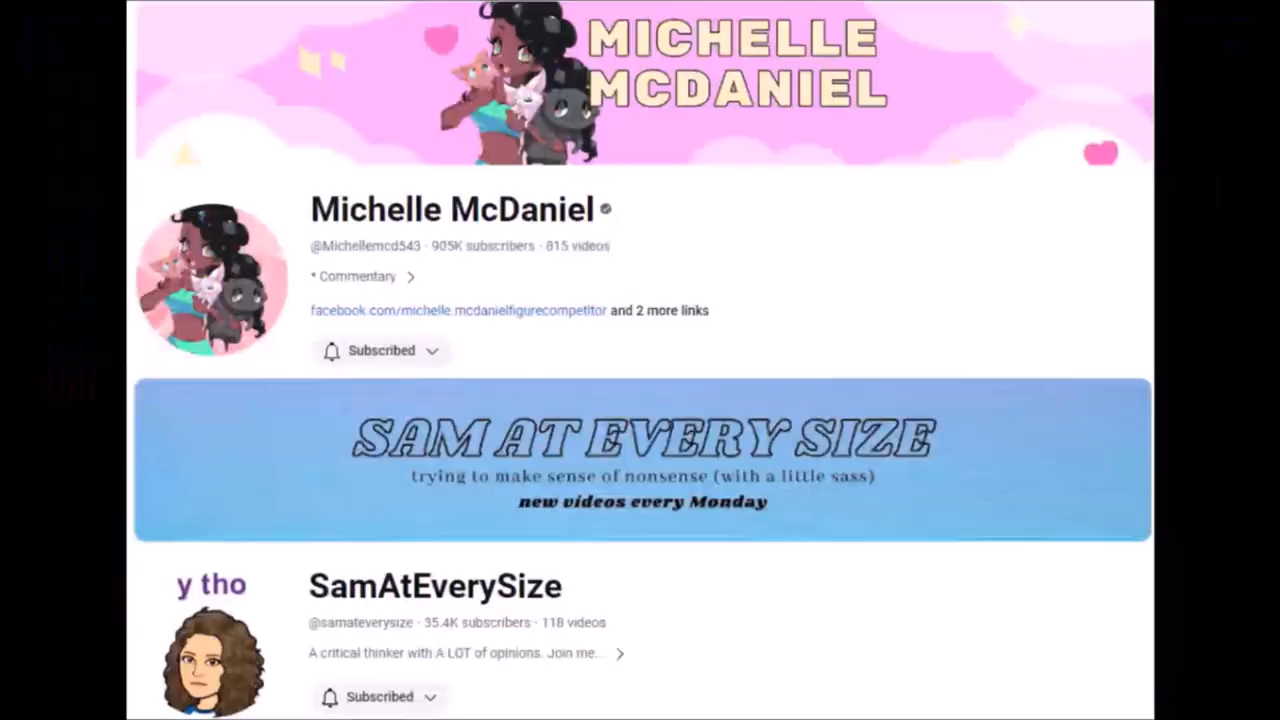 MICHELLE
MCDANIEL
Michelle McDaniel
@Michellemcd543 · 905K subscribers · 815 videos
* Commentary >
facebook.com/michelle.mcdanielfigurecompetitor and 2 more links
Subscribed
SAM AT EVERY SIZE
trying to make sense of nonsense (with a little sass)
new videos every Monday
y tho
SamAtEverySize
@samateverysize · 35.4K subscribers · 118 videos
A critical thinker with A LOT of opinions. Join me... >
Subscribed